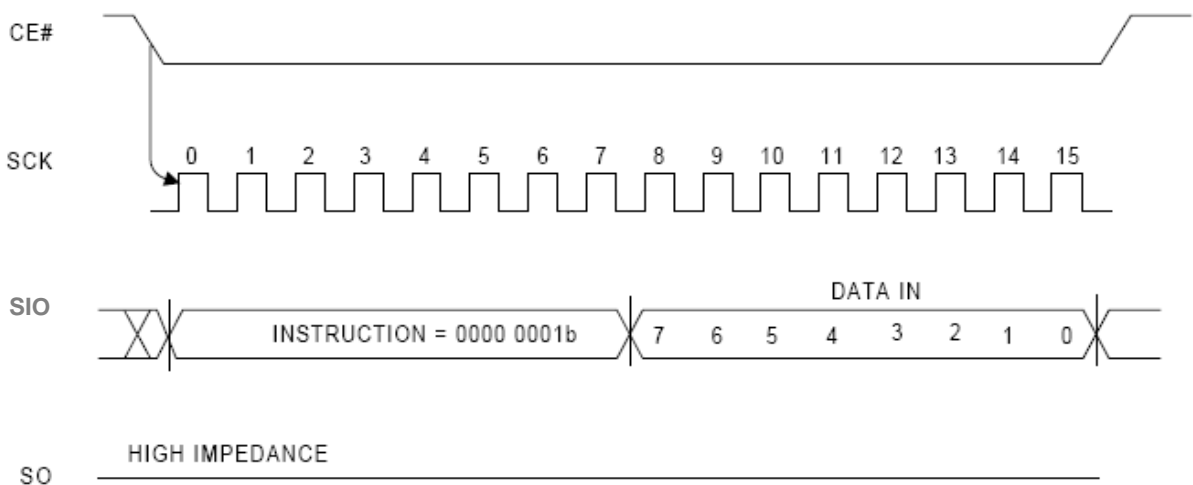 CE#
SCK
0 1 2 3 4 5 6 7 8 9 10 11 12 13 14 15
DATA IN
SIO
INSTRUCTION = 0000 0001b 7 6 5 4 3 2 1 0
HIGH IMPEDANCE
SO